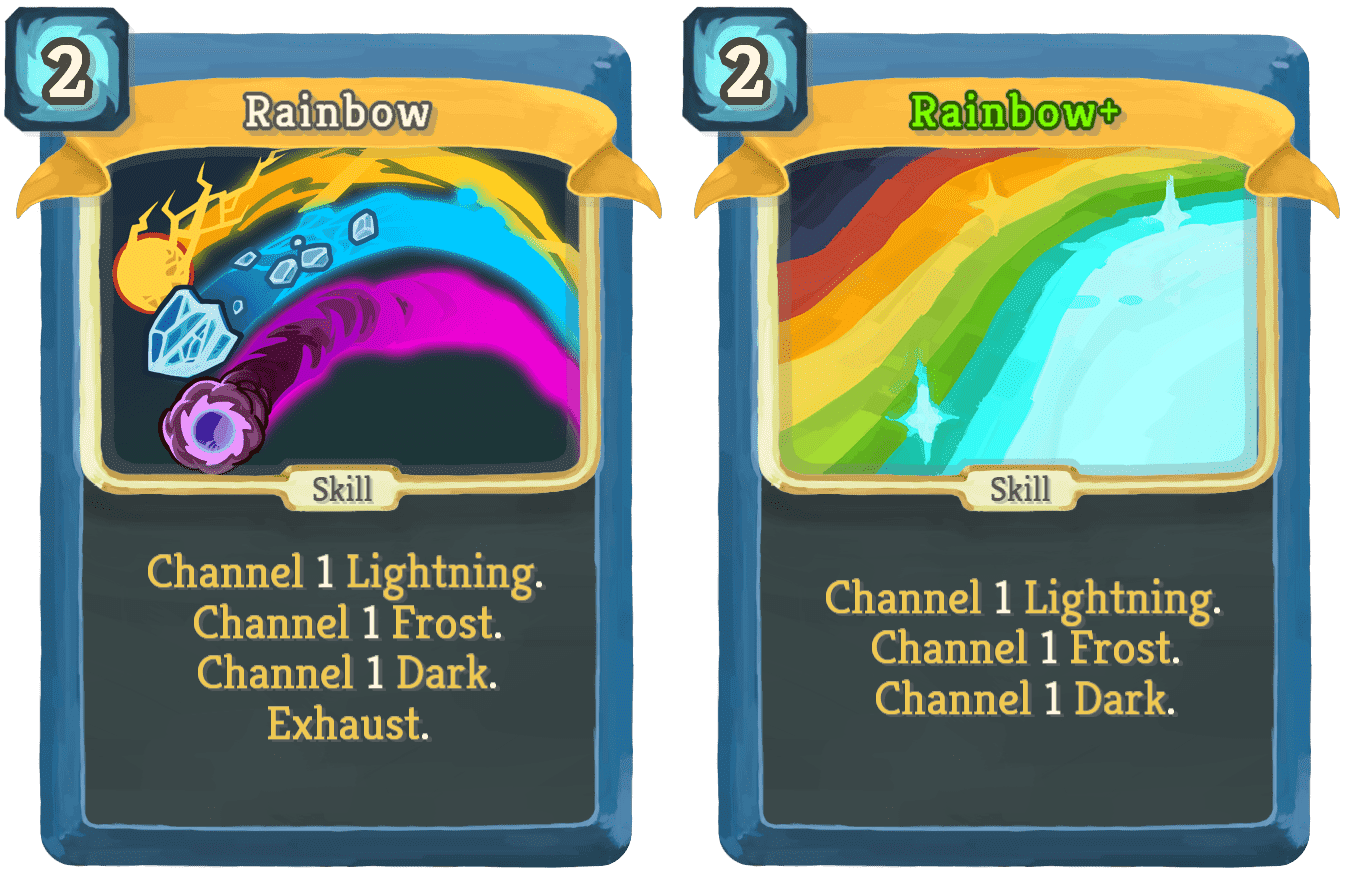 2
Rainbow
Skill
Channel 1 Lightning.
Channel 1 Frost.
Channel 1 Dark.
Exhaust.
2
Rainbow+
Skill
Channel 1 Lightning.
Channel 1 Frost.
Channel 1 Dark.